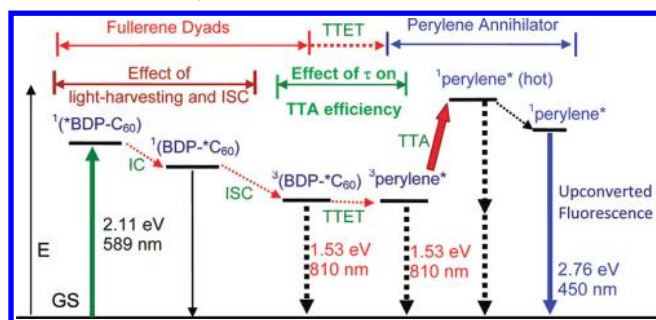 Fullerene Dyads
TTET
Perylene Annihilator
Effect of
light-harvesting and ISC
Effect of τ on
TTA efficiency
¹perylene* (hot)
¹(*BDP-C₆₀)
¹(BDP-*C₆₀)
³(BDP-*C₆₀)
³perylene*
¹perylene*
IC
ISC
TTET
TTA
Upconverted
Fluorescence
E
2.11 eV
589 nm
1.53 eV
810 nm
1.53 eV
810 nm
2.76 eV
450 nm
GS